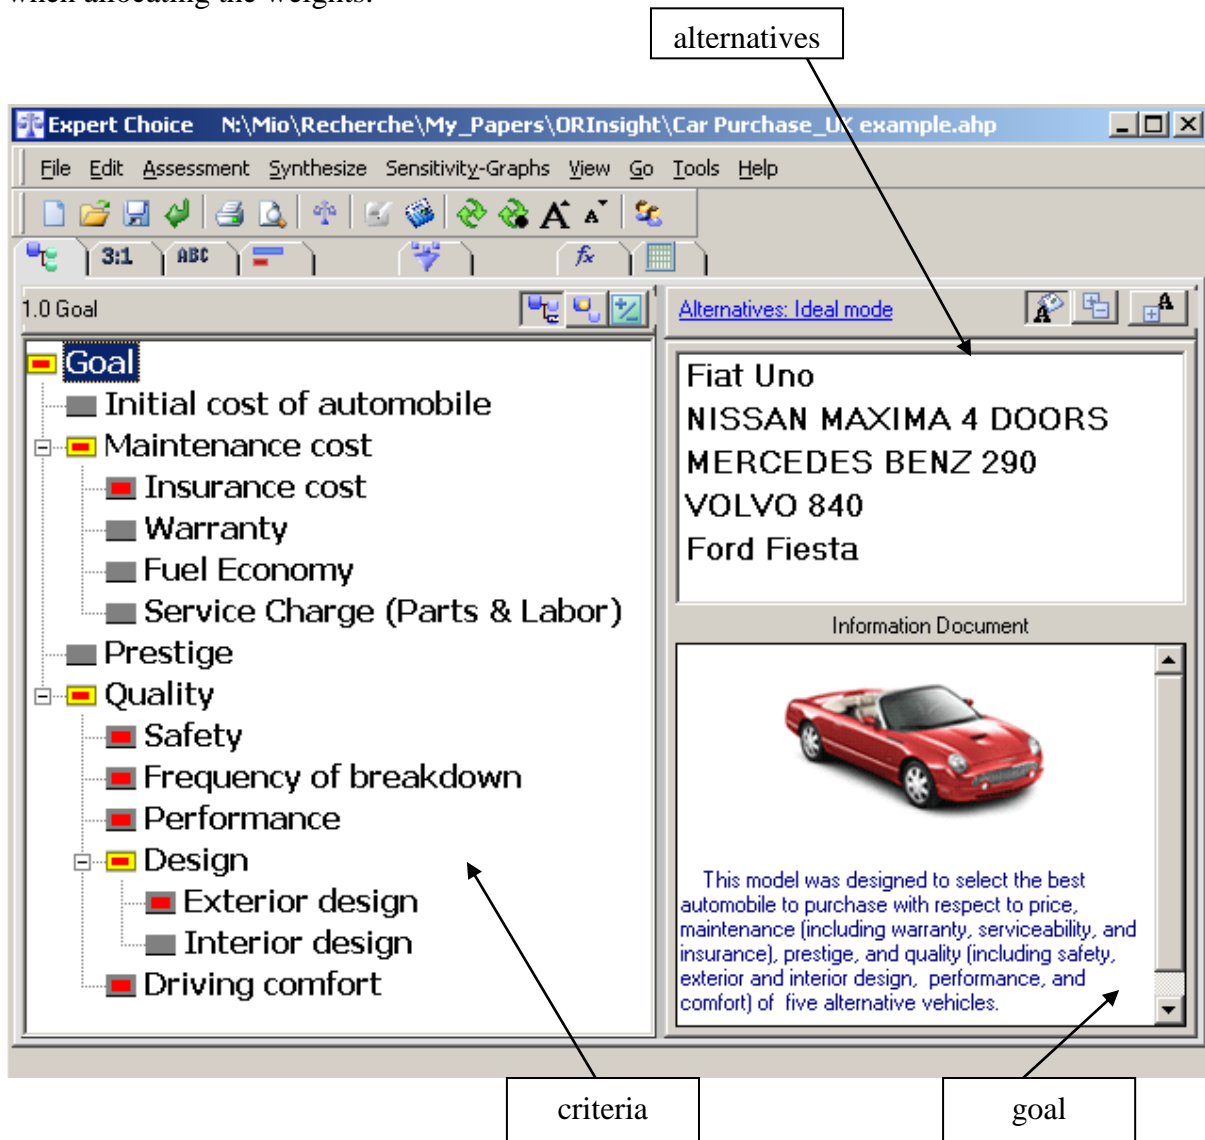 when allocating the weights.
alternatives
Expert Choice N:\Mio\Recherche\My_Papers\ORInsight\Car Purchase_UK example.ahp
File Edit Assessment Synthesize Sensitivity-Graphs View Go Tools Help
3:1 ABC fx
1.0 Goal
Alternatives: Ideal mode
Goal
Initial cost of automobile
Maintenance cost
Insurance cost
Warranty
Fuel Economy
Service Charge (Parts & Labor)
Prestige
Quality
Safety
Frequency of breakdown
Performance
Design
Exterior design
Interior design
Driving comfort
Fiat Uno
NISSAN MAXIMA 4 DOORS
MERCEDES BENZ 290
VOLVO 840
Ford Fiesta
Information Document
This model was designed to select the best
automobile to purchase with respect to price,
maintenance (including warranty, serviceability, and
insurance), prestige, and quality (including safety,
exterior and interior design, performance, and
comfort) of five alternative vehicles.
criteria
goal